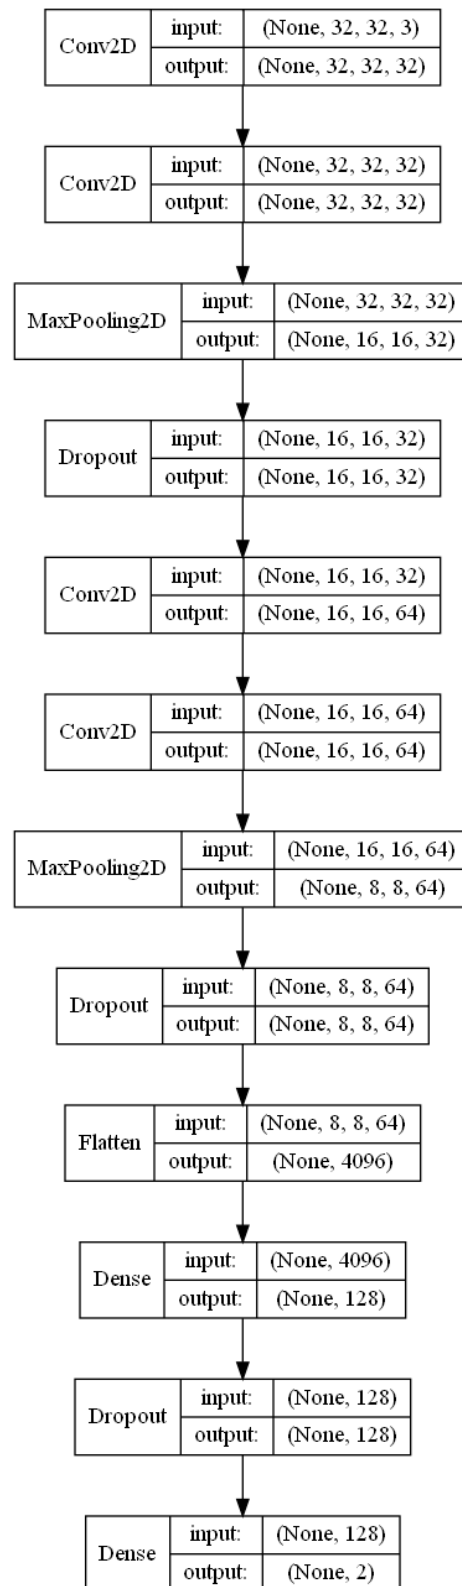 Conv2D
input: (None, 32, 32, 3)
output: (None, 32, 32, 32)
Conv2D
input: (None, 32, 32, 32)
output: (None, 32, 32, 32)
MaxPooling2D
input: (None, 32, 32, 32)
output: (None, 16, 16, 32)
Dropout
input: (None, 16, 16, 32)
output: (None, 16, 16, 32)
Conv2D
input: (None, 16, 16, 32)
output: (None, 16, 16, 64)
Conv2D
input: (None, 16, 16, 64)
output: (None, 16, 16, 64)
MaxPooling2D
input: (None, 16, 16, 64)
output: (None, 8, 8, 64)
Dropout
input: (None, 8, 8, 64)
output: (None, 8, 8, 64)
Flatten
input: (None, 8, 8, 64)
output: (None, 4096)
Dense
input: (None, 4096)
output: (None, 128)
Dropout
input: (None, 128)
output: (None, 128)
Dense
input: (None, 128)
output: (None, 2)